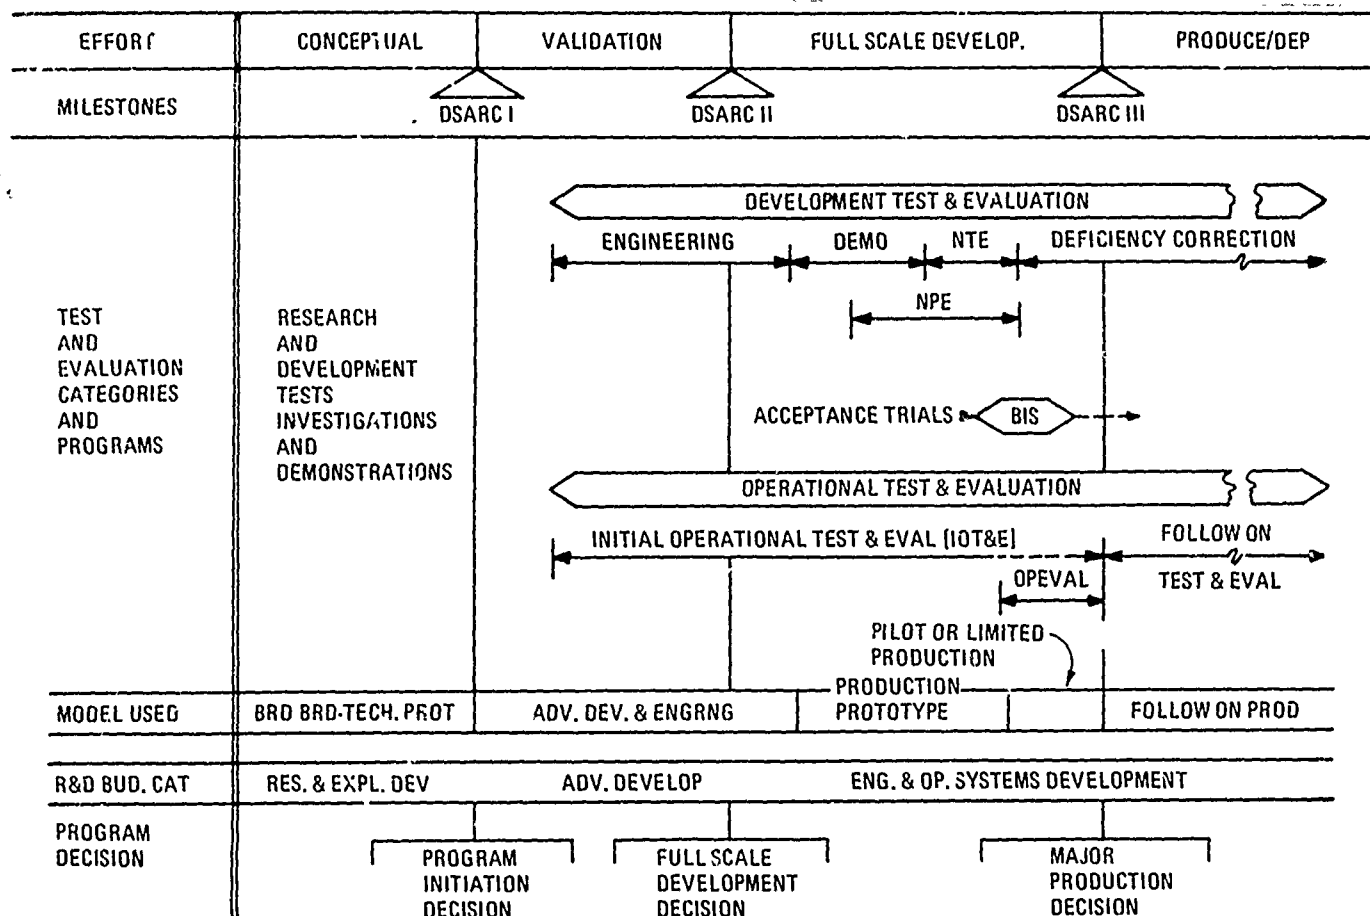 EFFORT CONCEPTUAL VALIDATION FULL SCALE DEVELOP. PRODUCE/DEP
MILESTONES DSARC I DSARC II DSARC III
DEVELOPMENT TEST & EVALUATION
ENGINEERING DEMO NTE DEFICIENCY CORRECTION
NPE
TEST
AND
EVALUATION
CATEGORIES
AND
PROGRAMS
RESEARCH
AND
DEVELOPMENT
TESTS
INVESTIGATIONS
AND
DEMONSTRATIONS
ACCEPTANCE TRIALS BIS
OPERATIONAL TEST & EVALUATION
INITIAL OPERATIONAL TEST & EVAL [IOT&E]
FOLLOW ON
TEST & EVAL
OPEVAL
PILOT OR LIMITED
PRODUCTION
MODEL USED BRD BRD-TECH. PROT ADV. DEV. & ENGRNG
PRODUCTION
PROTOTYPE
FOLLOW ON PROD
R&D BUD. CAT RES. & EXPL. DEV ADV. DEVELOP ENG. & OP. SYSTEMS DEVELOPMENT
PROGRAM
DECISION
PROGRAM
INITIATION
DECISION
FULL SCALE
DEVELOPMENT
DECISION
MAJOR
PRODUCTION
DECISION